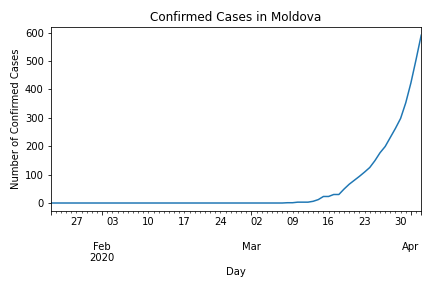 Confirmed Cases in Moldova
Number of Confirmed Cases
600
500
400
300
200
100
0
27 03 10 17 24 02 09 16 23 30
Feb Mar Apr
2020
Day